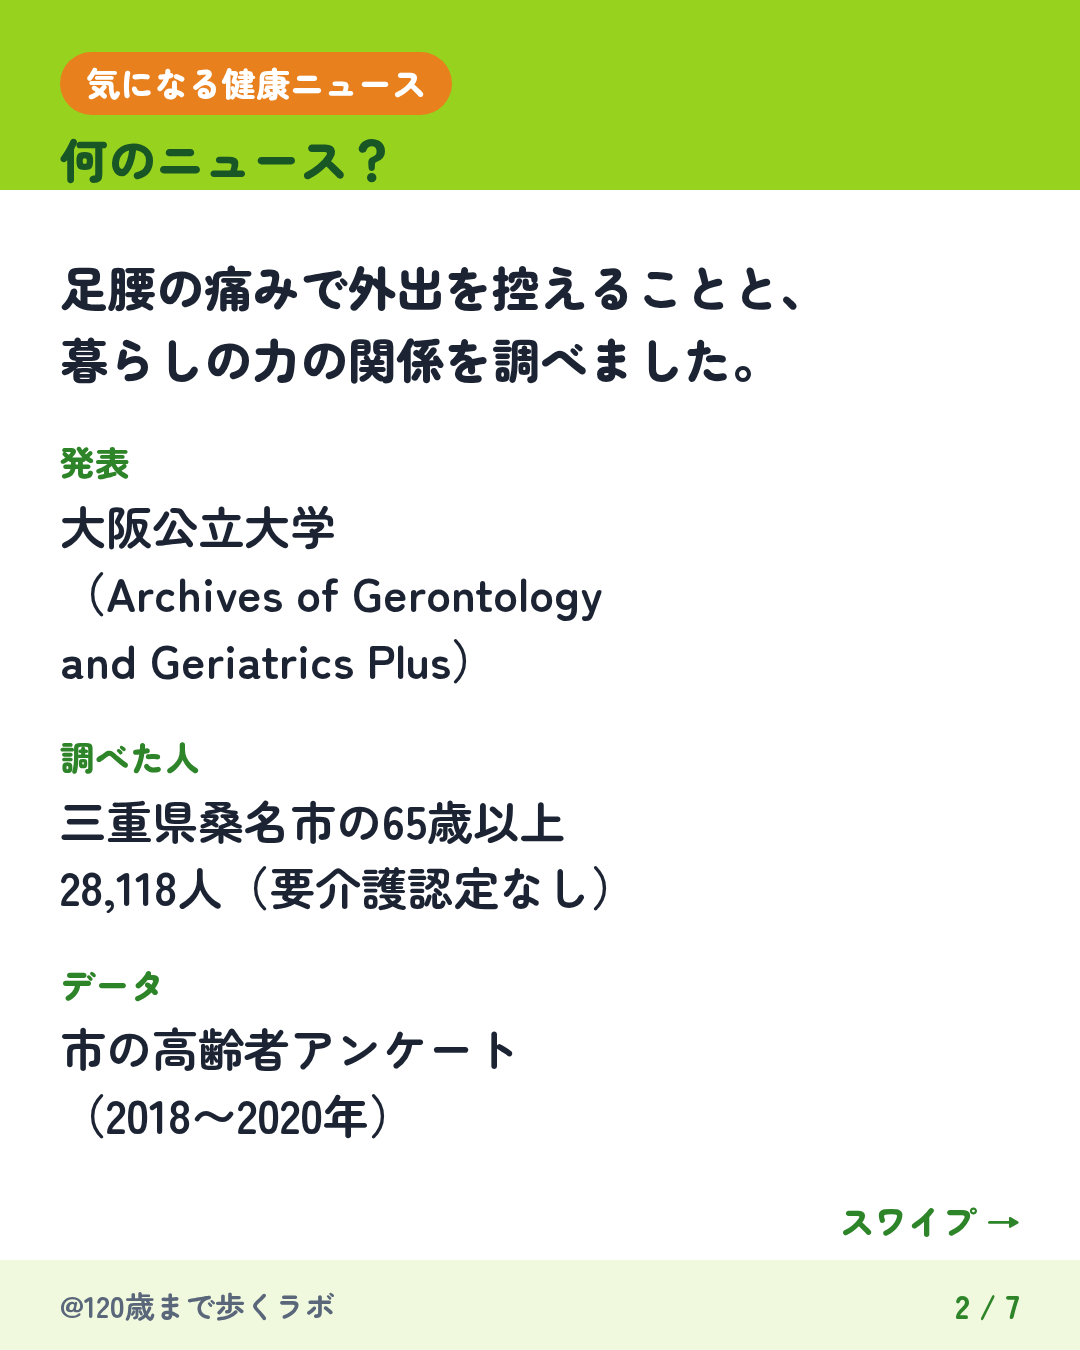 気になる健康ニュース
何のニュース？
足腰の痛みで外出を控えることと、
暮らしの力の関係を調べました。
発表
大阪公立大学
（Archives of Gerontology
and Geriatrics Plus）
調べた人
三重県桑名市の65歳以上
28,118人（要介護認定なし）
データ
市の高齢者アンケート
（2018〜2020年）
スワイプ →
@120歳まで歩くラボ
2 / 7